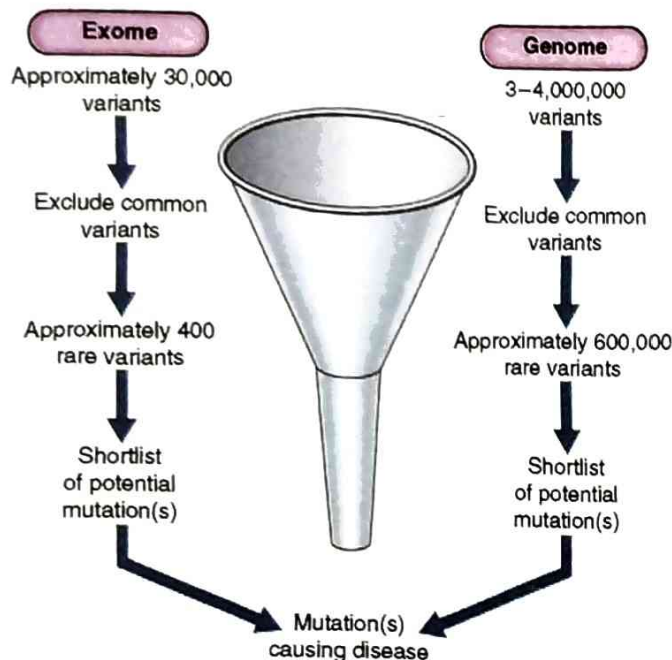 Exome
Approximately 30,000
variants
Exclude common
variants
Approximately 400
rare variants
Shortlist
of potential
mutation(s)
Genome
3–4,000,000
variants
Exclude common
variants
Approximately 600,000
rare variants
Shortlist
of potential
mutation(s)
Mutation(s)
causing disease